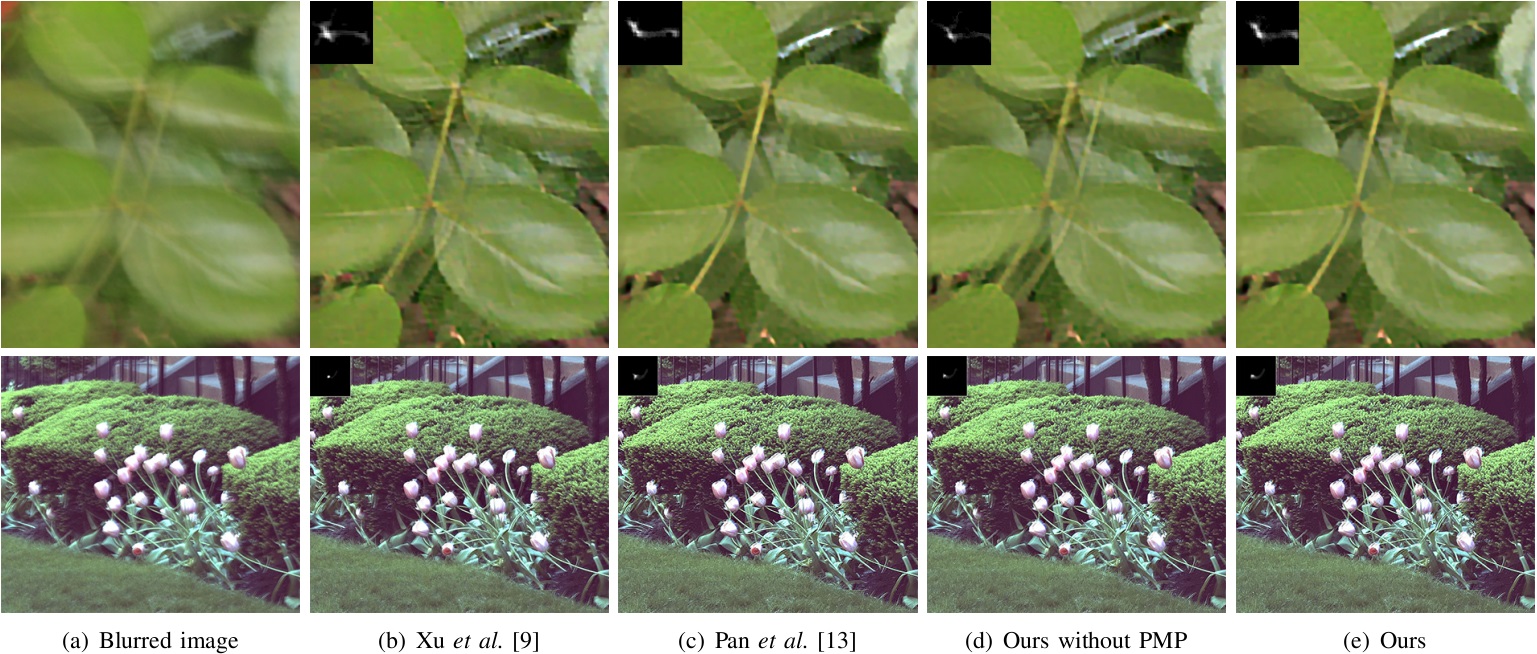 (a) Blurred image (b) Xu et al. [9] (c) Pan et al. [13] (d) Ours without PMP (e) Ours